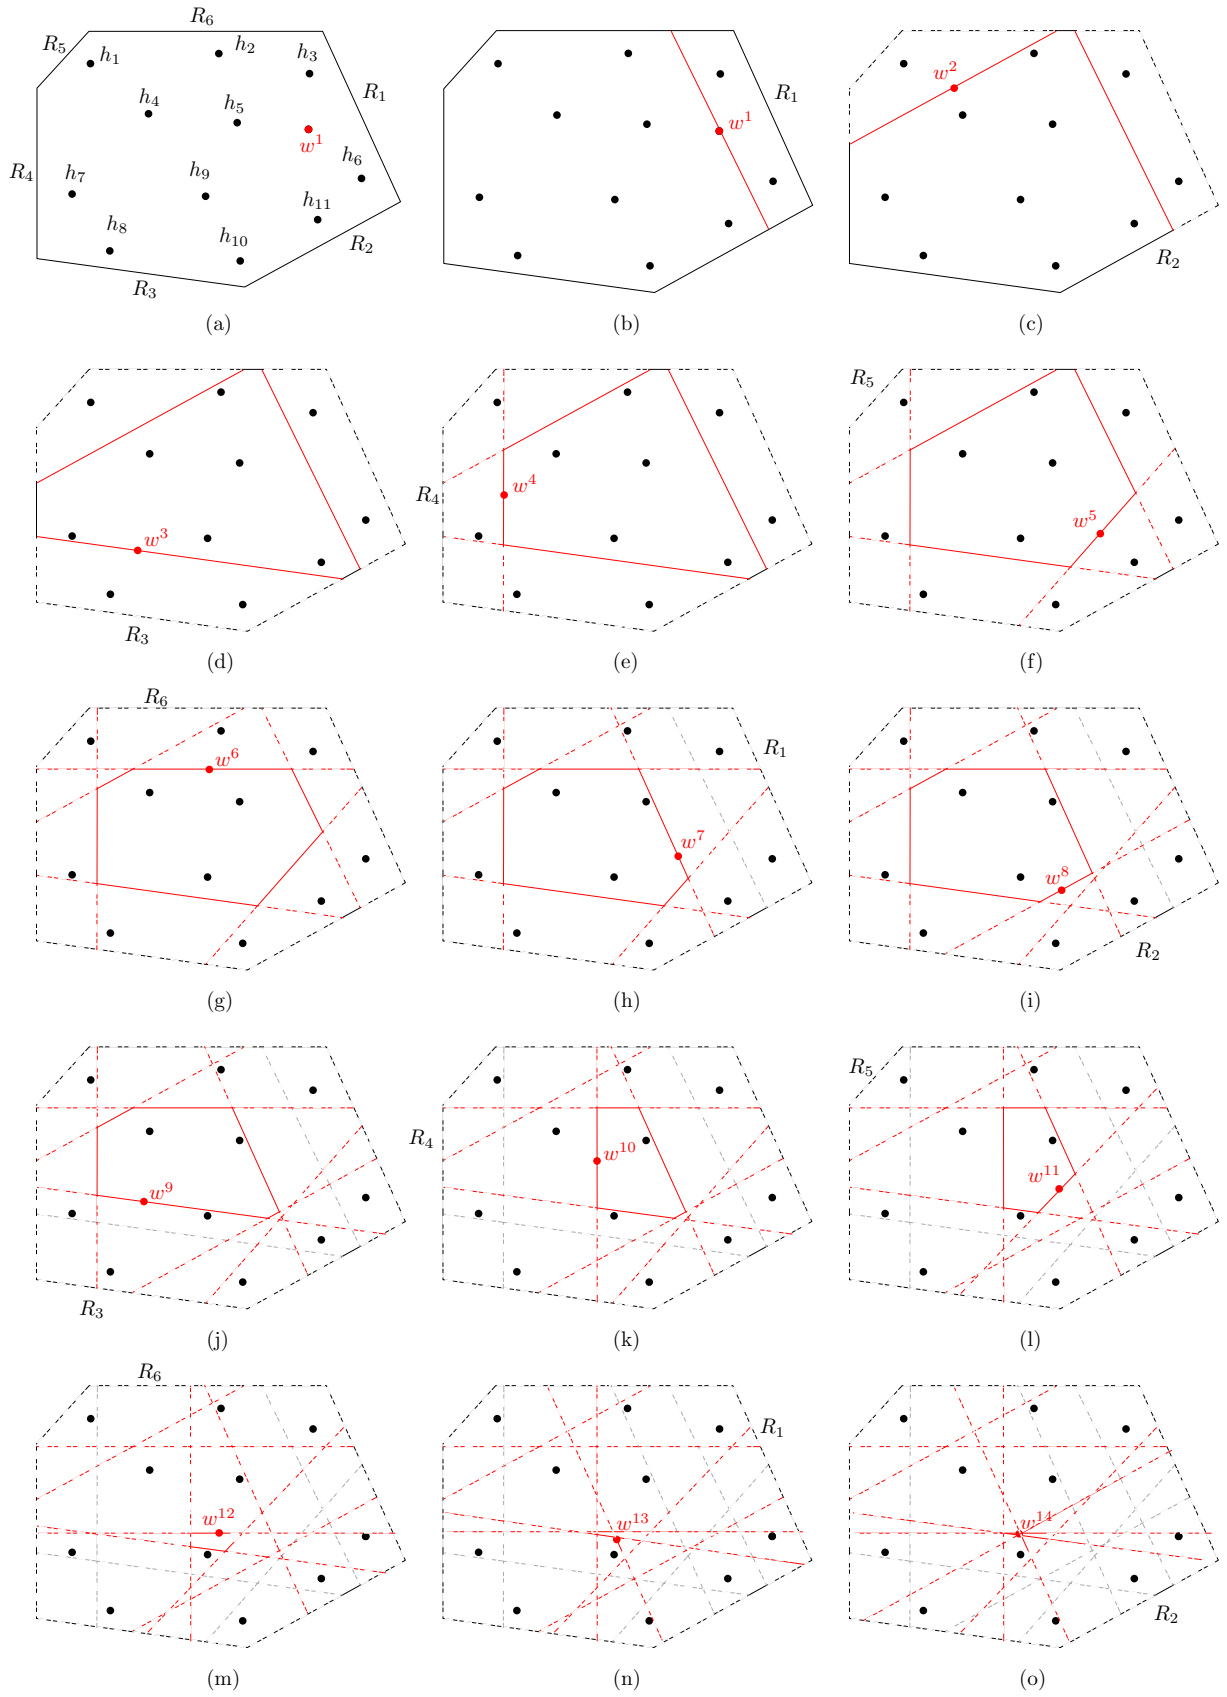 R₆
R₅ h₁ h₂ h₃
R₁
h₄ h₅
w¹
h₆
R₄ h₇ h₉
h₁₁
h₈ h₁₀ R₂
R₃
(a)
R₁
w¹
(b)
w²
R₂
(c)
w³
R₃
(d)
R₄ w⁴
(e)
R₅
w⁵
(f)
R₆
w⁶
(g)
R₁
w⁷
(h)
w⁸
R₂
(i)
w⁹
R₃
(j)
R₄ w¹⁰
(k)
R₅
w¹¹
(l)
R₆
w¹²
(m)
R₁
w¹³
(n)
w¹⁴
R₂
(o)